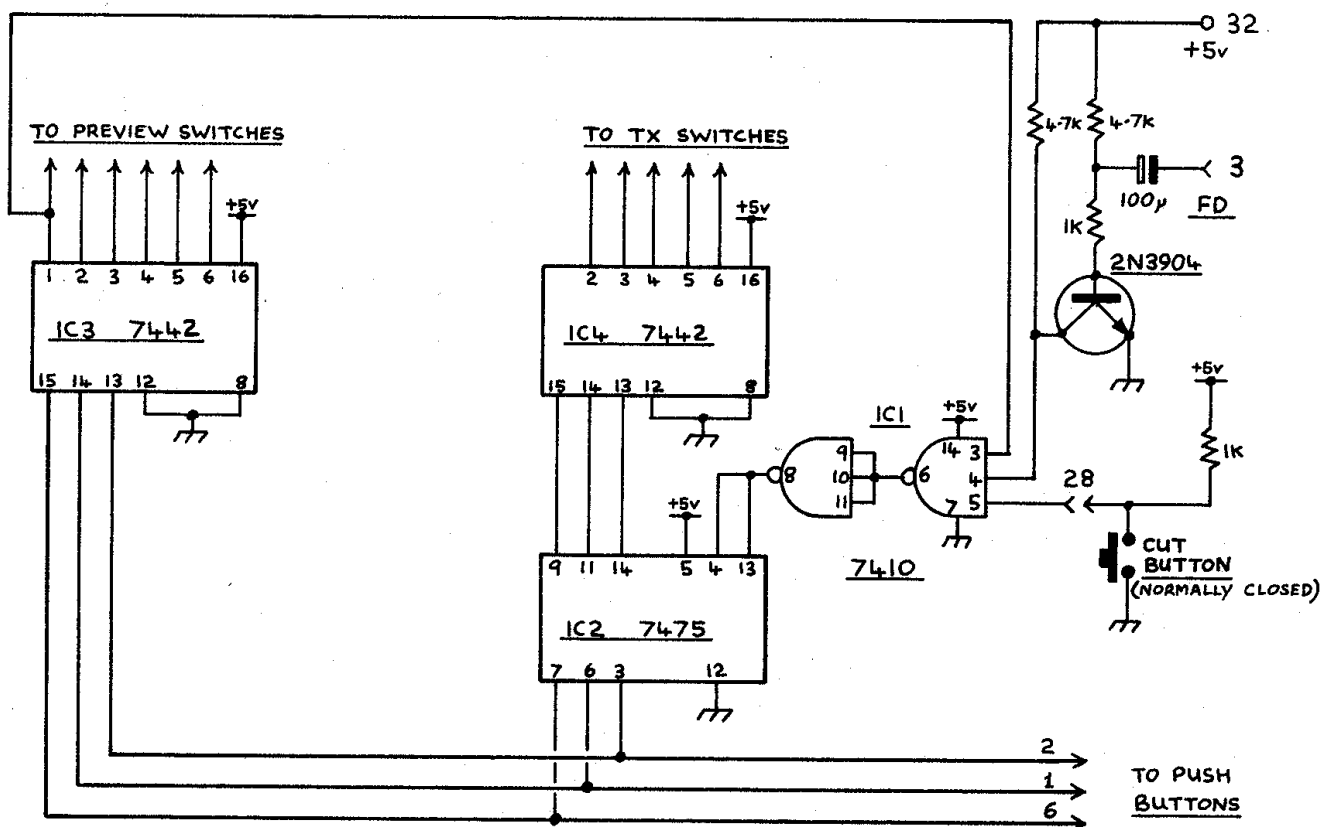 32
+5v
TO PREVIEW SWITCHES
TO TX SWITCHES
4·7K 4·7K
3
100µ FD
+5v
+5v
1K
2N3904
1 2 3 4 5 6 16
2 3 4 5 6 16
IC3 7442
IC4 7442
15 14 13 12 8
15 14 13 12 8
+5v
IC1
+5v
1K
9
10
11
8
14 3
6 4
7 5
28
+5v
9 11 14 5 4 13
7410
CUT
BUTTON
(NORMALLY CLOSED)
IC2 7475
7 6 3 12
2
1
6
TO PUSH
BUTTONS